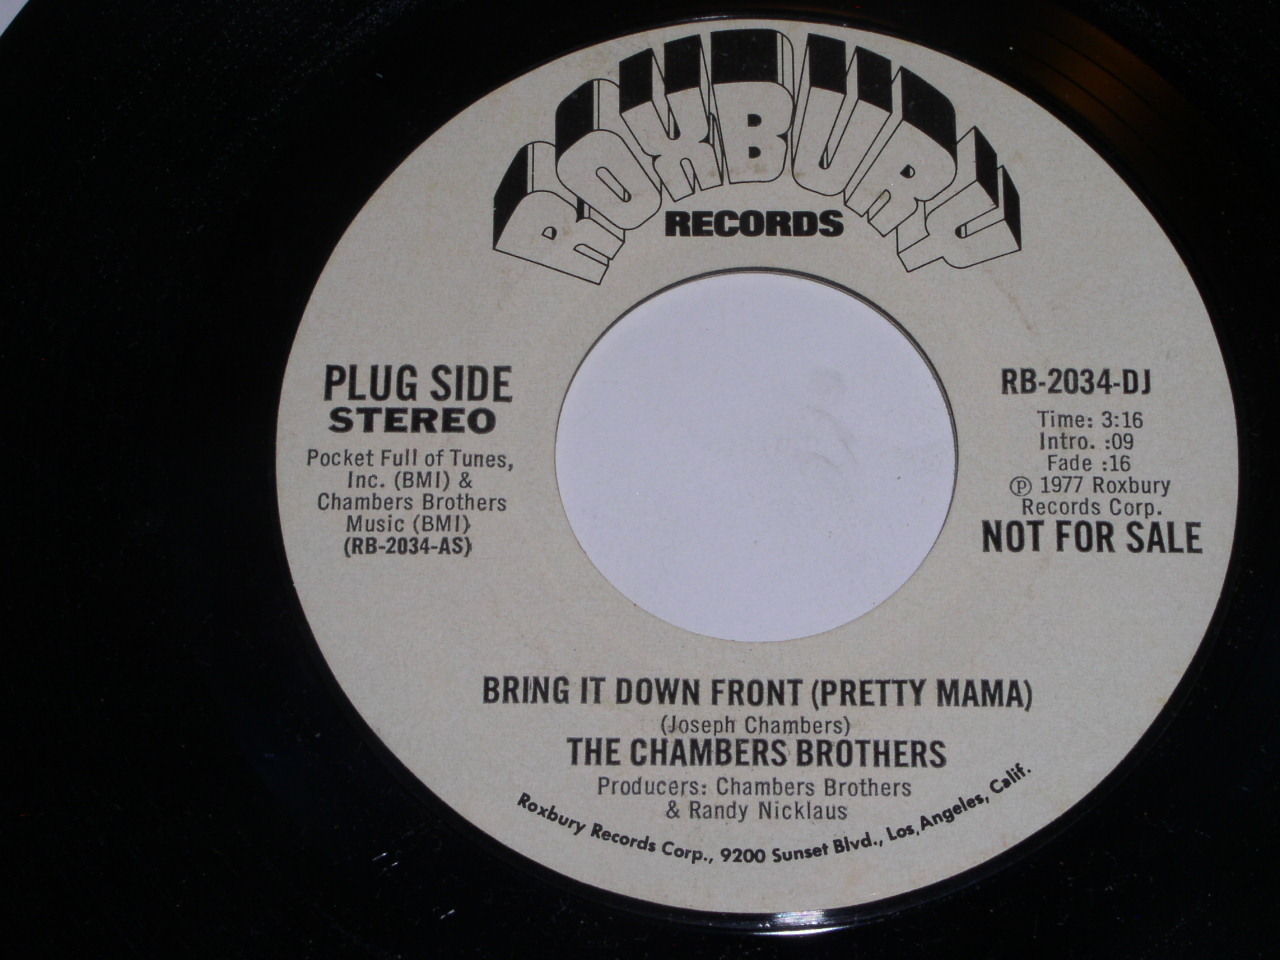 ROXBURY
RECORDS
PLUG SIDE
STEREO
Pocket Full of Tunes,
Inc. (BMI) &
Chambers Brothers
Music (BMI)
(RB-2034-AS)
RB-2034-DJ
Time: 3:16
Intro. :09
Fade :16
℗ 1977 Roxbury
Records Corp.
NOT FOR SALE
BRING IT DOWN FRONT (PRETTY MAMA)
(Joseph Chambers)
THE CHAMBERS BROTHERS
Producers: Chambers Brothers
& Randy Nicklaus
Roxbury Records Corp., 9200 Sunset Blvd., Los Angeles, Calif.